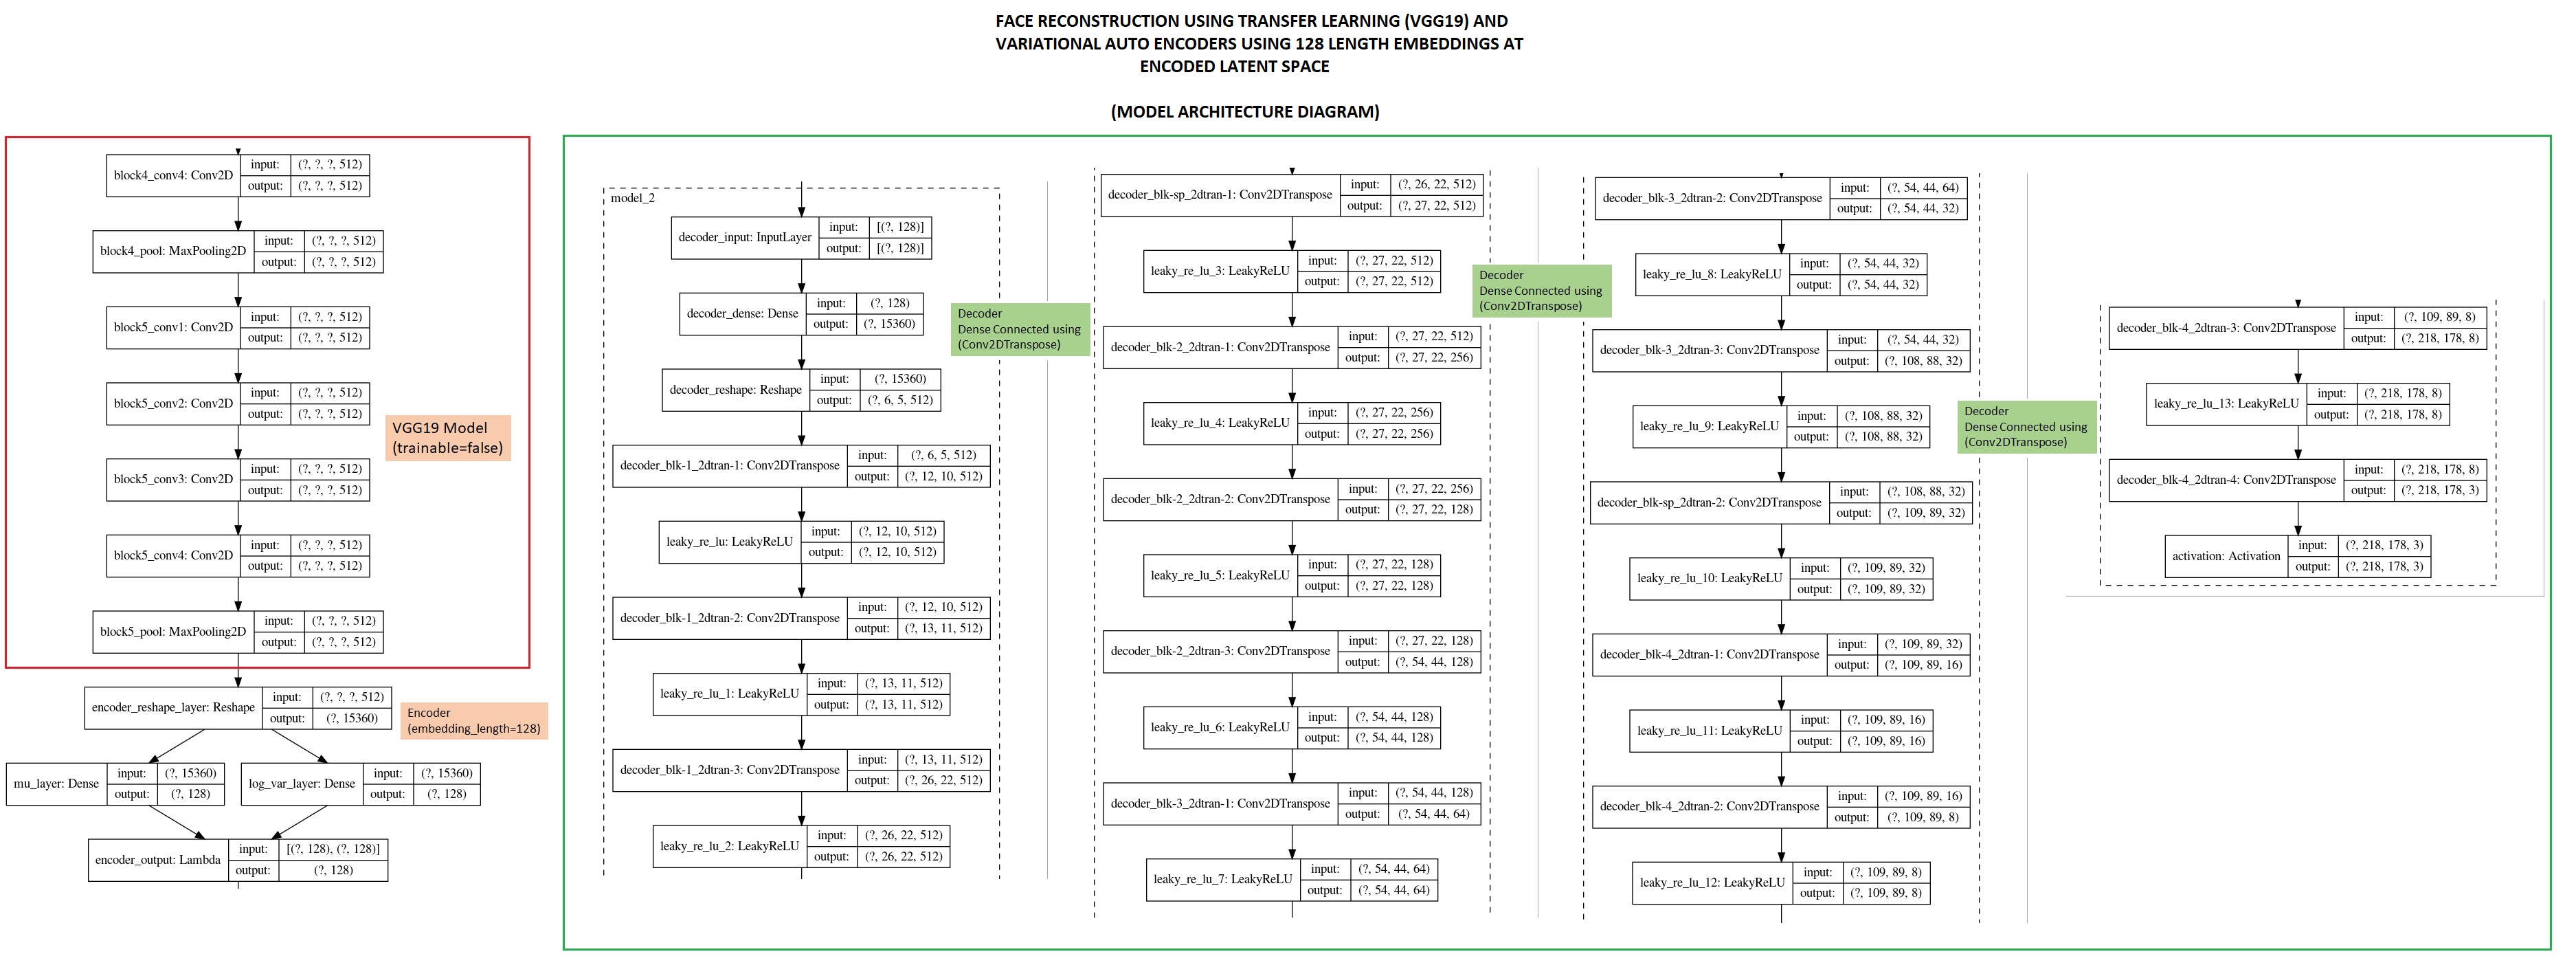 FACE RECONSTRUCTION USING TRANSFER LEARNING (VGG19) AND
VARIATIONAL AUTO ENCODERS USING 128 LENGTH EMBEDDINGS AT
ENCODED LATENT SPACE
(MODEL ARCHITECTURE DIAGRAM)
block4_conv4: Conv2D
input: (?, ?, ?, 512)
output: (?, ?, ?, 512)
block4_pool: MaxPooling2D
input: (?, ?, ?, 512)
output: (?, ?, ?, 512)
block5_conv1: Conv2D
input: (?, ?, ?, 512)
output: (?, ?, ?, 512)
block5_conv2: Conv2D
input: (?, ?, ?, 512)
output: (?, ?, ?, 512)
VGG19 Model
(trainable=false)
block5_conv3: Conv2D
input: (?, ?, ?, 512)
output: (?, ?, ?, 512)
block5_conv4: Conv2D
input: (?, ?, ?, 512)
output: (?, ?, ?, 512)
block5_pool: MaxPooling2D
input: (?, ?, ?, 512)
output: (?, ?, ?, 512)
encoder_reshape_layer: Reshape
input: (?, ?, ?, 512)
output: (?, 15360)
Encoder
(embedding_length=128)
mu_layer: Dense
input: (?, 15360)
output: (?, 128)
log_var_layer: Dense
input: (?, 15360)
output: (?, 128)
encoder_output: Lambda
input: [(?, 128), (?, 128)]
output: (?, 128)
model_2
decoder_input: InputLayer
input: [(?, 128)]
output: [(?, 128)]
decoder_dense: Dense
input: (?, 128)
output: (?, 15360)
decoder_reshape: Reshape
input: (?, 15360)
output: (?, 6, 5, 512)
decoder_blk-1_2dtran-1: Conv2DTranspose
input: (?, 6, 5, 512)
output: (?, 12, 10, 512)
leaky_re_lu: LeakyReLU
input: (?, 12, 10, 512)
output: (?, 12, 10, 512)
decoder_blk-1_2dtran-2: Conv2DTranspose
input: (?, 12, 10, 512)
output: (?, 13, 11, 512)
leaky_re_lu_1: LeakyReLU
input: (?, 13, 11, 512)
output: (?, 13, 11, 512)
decoder_blk-1_2dtran-3: Conv2DTranspose
input: (?, 13, 11, 512)
output: (?, 26, 22, 512)
leaky_re_lu_2: LeakyReLU
input: (?, 26, 22, 512)
output: (?, 26, 22, 512)
Decoder
Dense Connected using
(Conv2DTranspose)
decoder_blk-sp_2dtran-1: Conv2DTranspose
input: (?, 26, 22, 512)
output: (?, 27, 22, 512)
leaky_re_lu_3: LeakyReLU
input: (?, 27, 22, 512)
output: (?, 27, 22, 512)
decoder_blk-2_2dtran-1: Conv2DTranspose
input: (?, 27, 22, 512)
output: (?, 27, 22, 256)
leaky_re_lu_4: LeakyReLU
input: (?, 27, 22, 256)
output: (?, 27, 22, 256)
decoder_blk-2_2dtran-2: Conv2DTranspose
input: (?, 27, 22, 256)
output: (?, 27, 22, 128)
leaky_re_lu_5: LeakyReLU
input: (?, 27, 22, 128)
output: (?, 27, 22, 128)
decoder_blk-2_2dtran-3: Conv2DTranspose
input: (?, 27, 22, 128)
output: (?, 54, 44, 128)
leaky_re_lu_6: LeakyReLU
input: (?, 54, 44, 128)
output: (?, 54, 44, 128)
decoder_blk-3_2dtran-1: Conv2DTranspose
input: (?, 54, 44, 128)
output: (?, 54, 44, 64)
leaky_re_lu_7: LeakyReLU
input: (?, 54, 44, 64)
output: (?, 54, 44, 64)
Decoder
Dense Connected using
(Conv2DTranspose)
decoder_blk-3_2dtran-2: Conv2DTranspose
input: (?, 54, 44, 64)
output: (?, 54, 44, 32)
leaky_re_lu_8: LeakyReLU
input: (?, 54, 44, 32)
output: (?, 54, 44, 32)
decoder_blk-3_2dtran-3: Conv2DTranspose
input: (?, 54, 44, 32)
output: (?, 108, 88, 32)
leaky_re_lu_9: LeakyReLU
input: (?, 108, 88, 32)
output: (?, 108, 88, 32)
decoder_blk-sp_2dtran-2: Conv2DTranspose
input: (?, 108, 88, 32)
output: (?, 109, 89, 32)
leaky_re_lu_10: LeakyReLU
input: (?, 109, 89, 32)
output: (?, 109, 89, 32)
decoder_blk-4_2dtran-1: Conv2DTranspose
input: (?, 109, 89, 32)
output: (?, 109, 89, 16)
leaky_re_lu_11: LeakyReLU
input: (?, 109, 89, 16)
output: (?, 109, 89, 16)
decoder_blk-4_2dtran-2: Conv2DTranspose
input: (?, 109, 89, 16)
output: (?, 109, 89, 8)
leaky_re_lu_12: LeakyReLU
input: (?, 109, 89, 8)
output: (?, 109, 89, 8)
Decoder
Dense Connected using
(Conv2DTranspose)
decoder_blk-4_2dtran-3: Conv2DTranspose
input: (?, 109, 89, 8)
output: (?, 218, 178, 8)
leaky_re_lu_13: LeakyReLU
input: (?, 218, 178, 8)
output: (?, 218, 178, 8)
decoder_blk-4_2dtran-4: Conv2DTranspose
input: (?, 218, 178, 8)
output: (?, 218, 178, 3)
activation: Activation
input: (?, 218, 178, 3)
output: (?, 218, 178, 3)